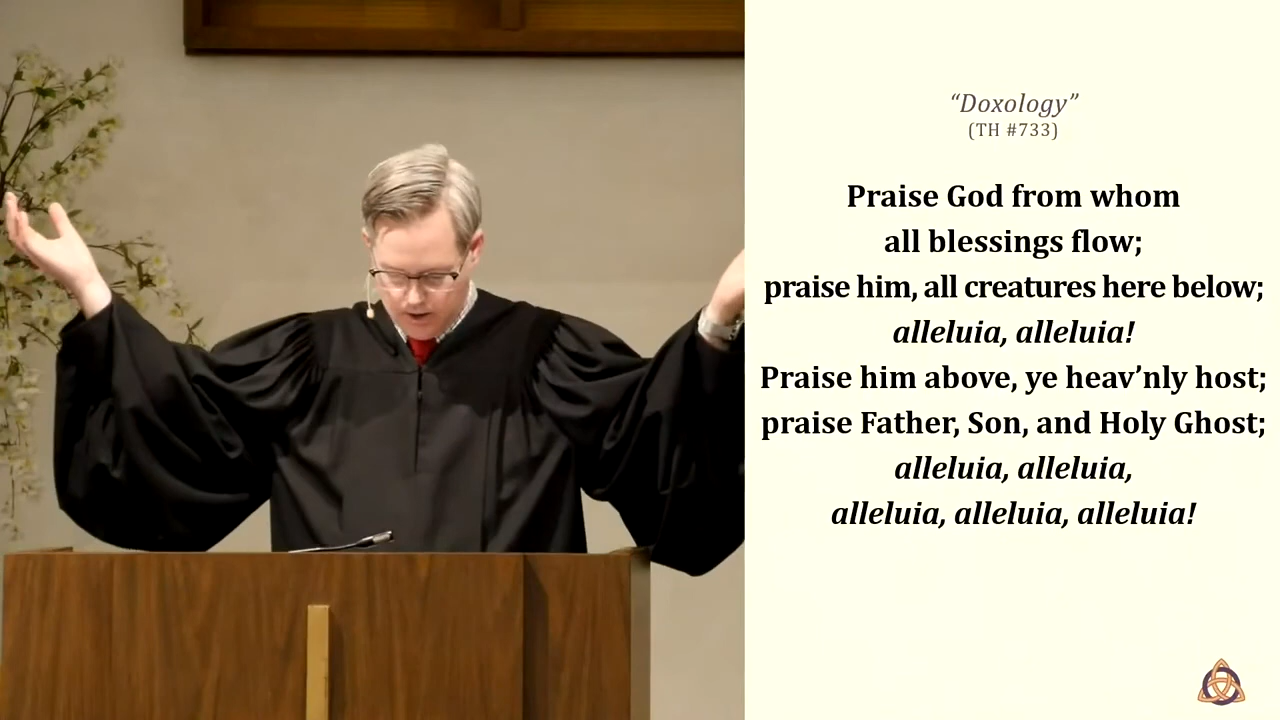 “Doxology”
(TH #733)
Praise God from whom
all blessings flow;
praise him, all creatures here below;
alleluia, alleluia!
Praise him above, ye heav’nly host;
praise Father, Son, and Holy Ghost;
alleluia, alleluia,
alleluia, alleluia, alleluia!